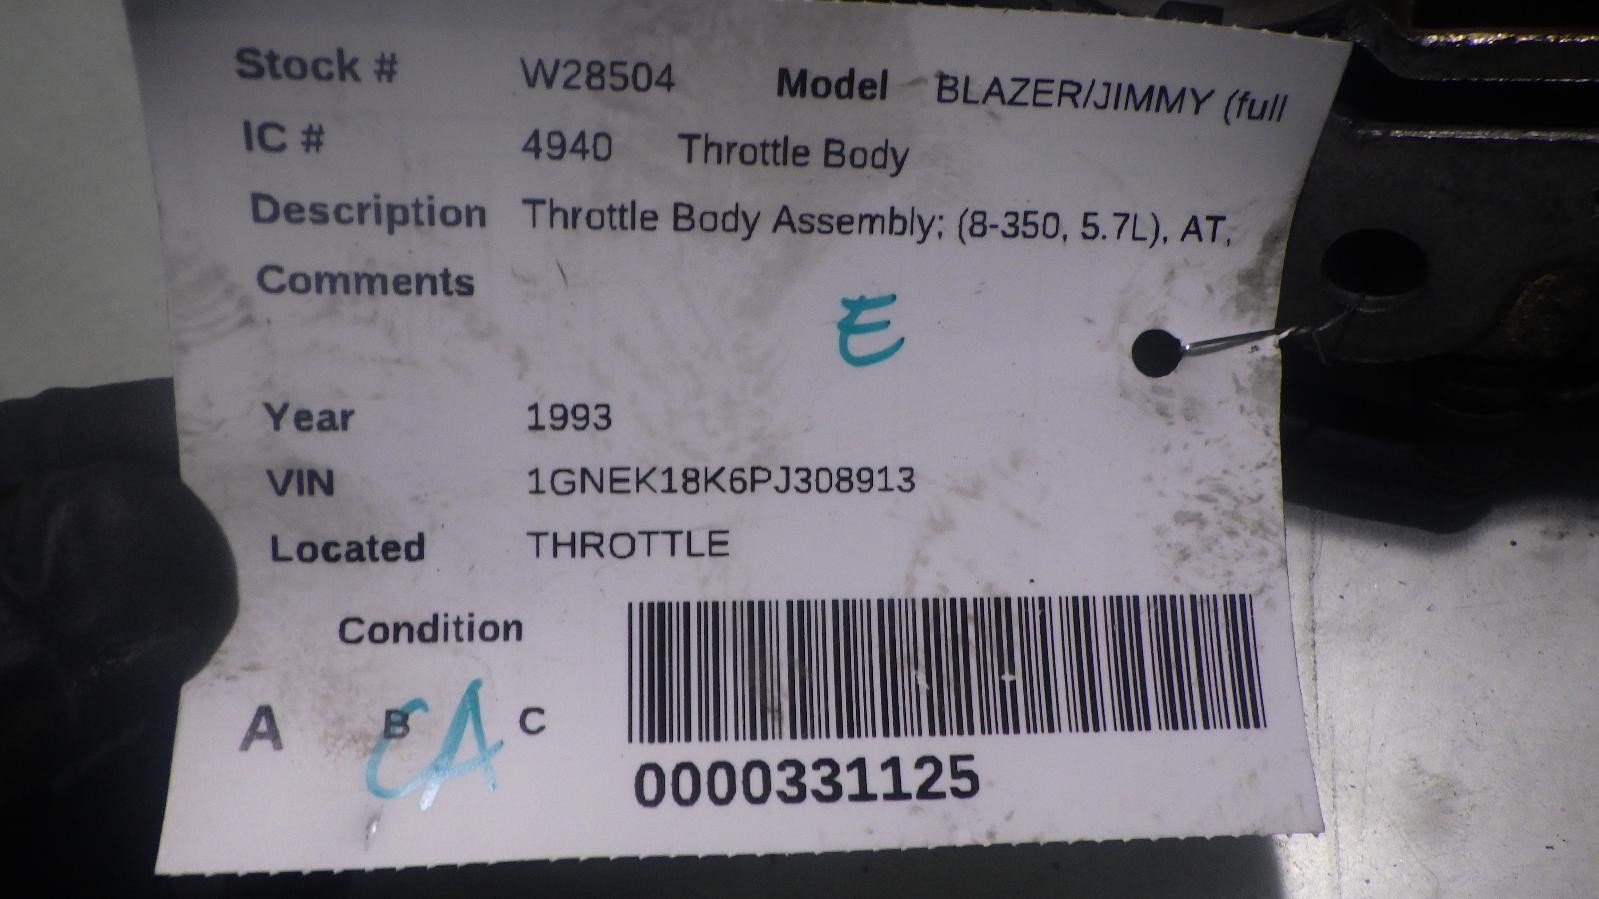 Stock # W28504 Model BLAZER/JIMMY (full
IC # 4940 Throttle Body
Description Throttle Body Assembly; (8-350, 5.7L), AT,
Comments
E
Year 1993
VIN 1GNEK18K6PJ308913
Located THROTTLE
Condition
A B C
CA
0000331125